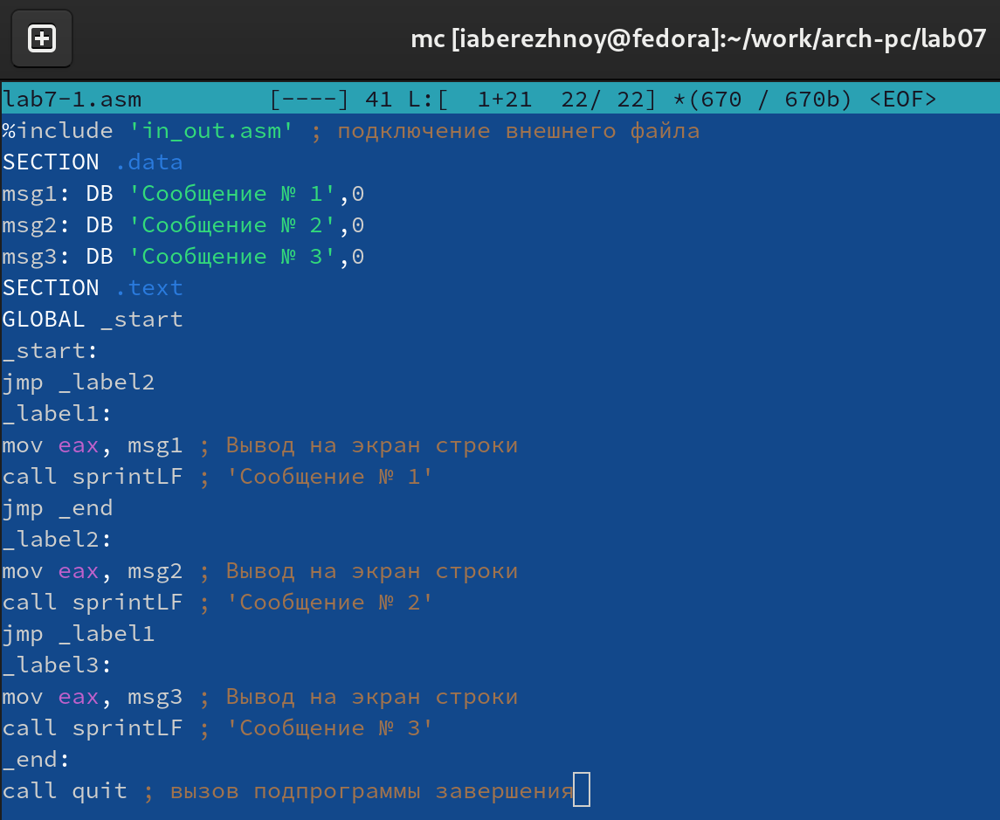 mc [iaberezhnoy@fedora]:~/work/arch-pc/lab07
lab7-1.asm [----] 41 L:[ 1+21 22/ 22] *(670 / 670b) <EOF>
%include 'in_out.asm' ; подключение внешнего файла
SECTION .data
msg1: DB 'Сообщение № 1',0
msg2: DB 'Сообщение № 2',0
msg3: DB 'Сообщение № 3',0
SECTION .text
GLOBAL _start
_start:
jmp _label2
_label1:
mov eax, msg1 ; Вывод на экран строки
call sprintLF ; 'Сообщение № 1'
jmp _end
_label2:
mov eax, msg2 ; Вывод на экран строки
call sprintLF ; 'Сообщение № 2'
jmp _label1
_label3:
mov eax, msg3 ; Вывод на экран строки
call sprintLF ; 'Сообщение № 3'
_end:
call quit ; вызов подпрограммы завершения